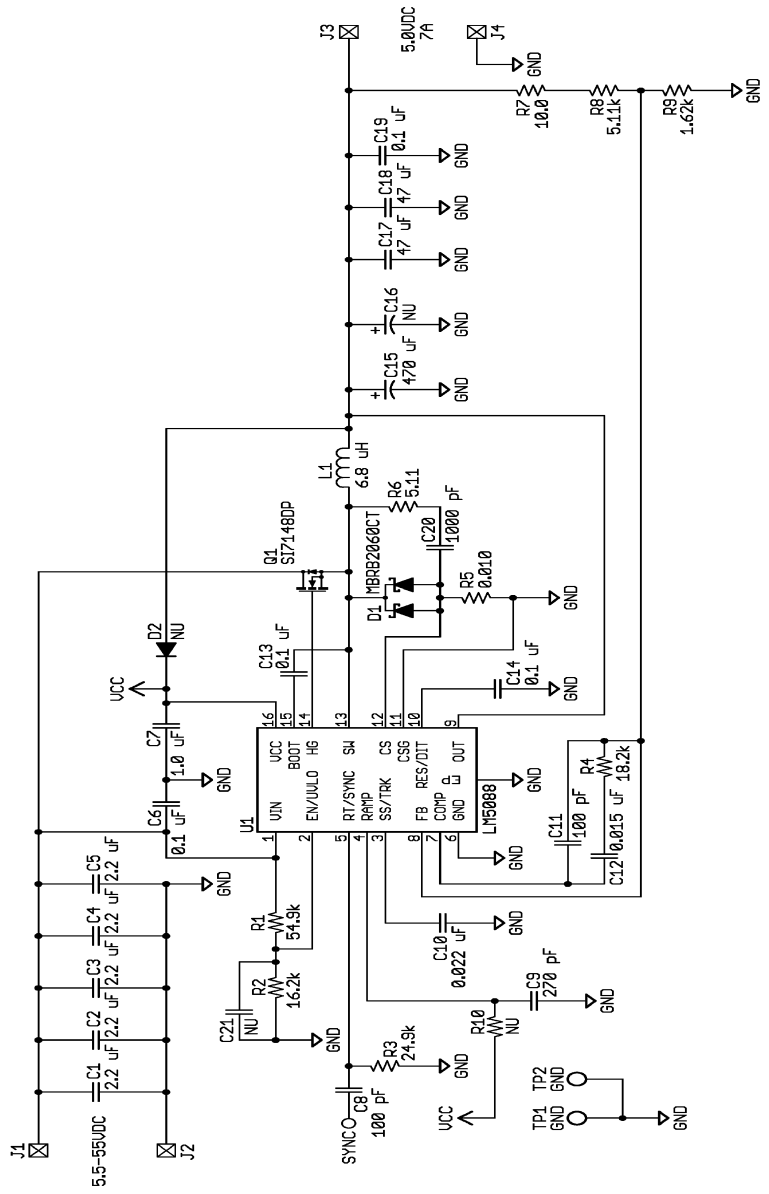 J1
5.5-55VDC
J2
C1
2.2 uF
C2
2.2 uF
C3
2.2 uF
C4
2.2 uF
C5
2.2 uF
GND
C6
0.1 uF
GND
C7
1.0 uF
VCC
D2
NU
Q1
SI7148DP
L1
6.8 uH
C13
0.1 uF
R6
5.11
C20
1000 pF
D1
MBRB2060CT
R5
0.010
GND
C14
0.1 uF
GND
U1
LM5088
1
VIN
2
EN/UVLO
5
RT/SYNC
4
RAMP
3
SS/TRK
8
FB
7
COMP
6
GND
EP
16
VCC
15
BOOT
14
HG
13
SW
12
CS
11
CSG
10
RES/DIT
9
OUT
GND
GND
R1
54.9k
R2
16.2k
C21
NU
GND
SYNC
C8
100 pF
R3
24.9k
GND
VCC
R10
NU
C9
270 pF
GND
C10
0.022 uF
GND
C11
100 pF
C12
0.015 uF
R4
18.2k
TP1
GND
TP2
GND
GND
C15
470 uF
+
GND
C16
NU
+
GND
C17
47 uF
GND
C18
47 uF
GND
C19
0.1 uF
GND
J3
5.0VDC
7A
J4
GND
R7
10.0
R8
5.11k
R9
1.62k
GND